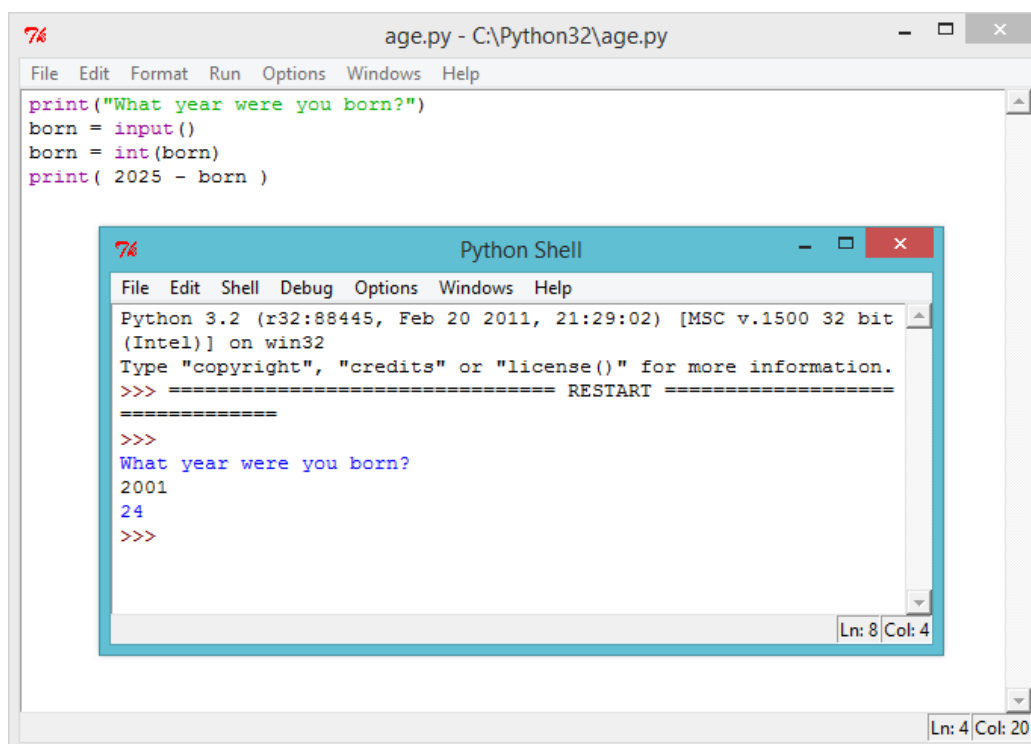 age.py - C:\Python32\age.py
File Edit Format Run Options Windows Help
print("What year were you born?")
born = input()
born = int(born)
print( 2025 - born )
Python Shell
File Edit Shell Debug Options Windows Help
Python 3.2 (r32:88445, Feb 20 2011, 21:29:02) [MSC v.1500 32 bit
(Intel)] on win32
Type "copyright", "credits" or "license()" for more information.
>>> ================================ RESTART ===================
=============
>>>
What year were you born?
2001
24
>>>
Ln: 8 Col: 4
Ln: 4 Col: 20